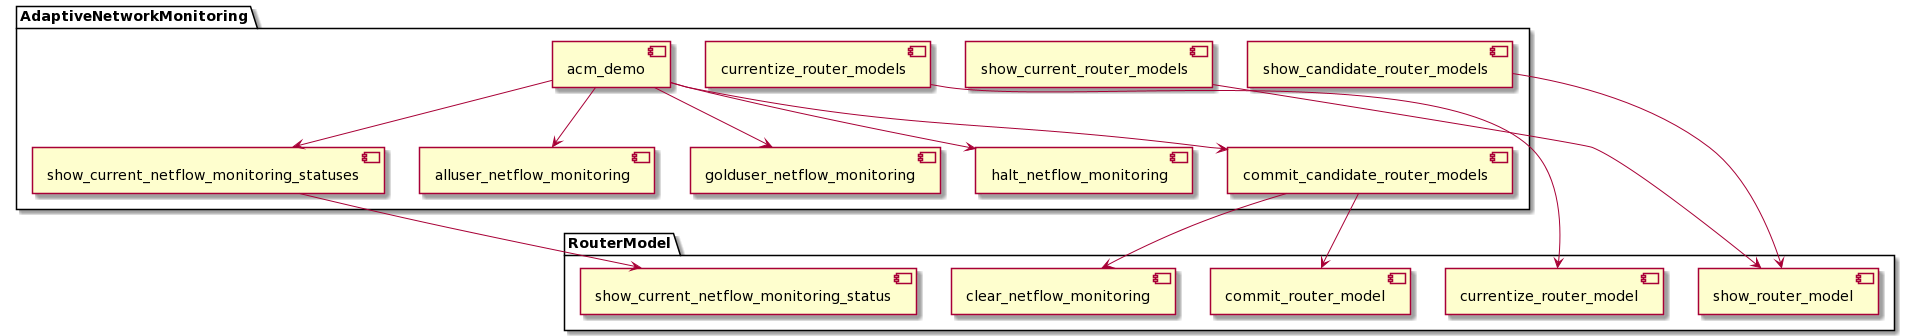 AdaptiveNetworkMonitoring
acm_demo
currentize_router_models
show_current_router_models
show_candidate_router_models
show_current_netflow_monitoring_statuses
alluser_netflow_monitoring
golduser_netflow_monitoring
halt_netflow_monitoring
commit_candidate_router_models
RouterModel
show_current_netflow_monitoring_status
clear_netflow_monitoring
commit_router_model
currentize_router_model
show_router_model